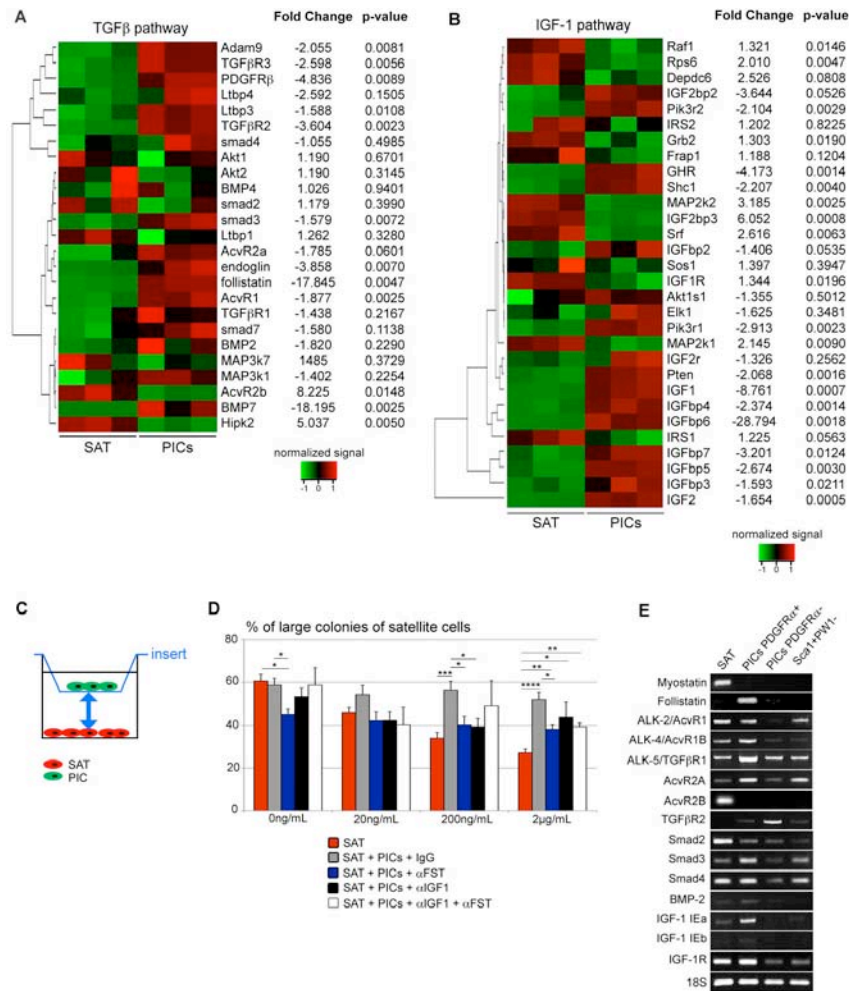 A
TGFβ pathway
Fold Change p-value
Adam9 -2.055 0.0081
TGFβR3 -2.598 0.0056
PDGFRβ -4.836 0.0089
Ltbp4 -2.592 0.1505
Ltbp3 -1.588 0.0108
TGFβR2 -3.604 0.0023
smad4 -1.055 0.4985
Akt1 1.190 0.6701
Akt2 1.190 0.3145
BMP4 1.026 0.9401
smad2 1.179 0.3990
smad3 -1.579 0.0072
Ltbp1 1.262 0.3280
AcvR2a -1.785 0.0601
endoglin -3.858 0.0070
follistatin -17.845 0.0047
AcvR1 -1.877 0.0025
TGFβR1 -1.438 0.2167
smad7 -1.580 0.1138
BMP2 -1.820 0.2290
MAP3k7 1485 0.3729
MAP3k1 -1.402 0.2254
AcvR2b 8.225 0.0148
BMP7 -18.195 0.0025
Hipk2 5.037 0.0050
SAT PICs
normalized signal
-1 0 1
B
IGF-1 pathway
Fold Change p-value
Raf1 1.321 0.0146
Rps6 2.010 0.0047
Depdc6 2.526 0.0808
IGF2bp2 -3.644 0.0526
Pik3r2 -2.104 0.0029
IRS2 1.202 0.8225
Grb2 1.303 0.0190
Frap1 1.188 0.1204
GHR -4.173 0.0014
Shc1 -2.207 0.0040
MAP2k2 3.185 0.0025
IGF2bp3 6.052 0.0008
Srf 2.616 0.0063
IGFbp2 -1.406 0.0535
Sos1 1.397 0.3947
IGF1R 1.344 0.0196
Akt1s1 -1.355 0.5012
Elk1 -1.625 0.3481
Pik3r1 -2.913 0.0023
MAP2k1 2.145 0.0090
IGF2r -1.326 0.2562
Pten -2.068 0.0016
IGF1 -8.761 0.0007
IGFbp4 -2.374 0.0014
IGFbp6 -28.794 0.0018
IRS1 1.225 0.0563
IGFbp7 -3.201 0.0124
IGFbp5 -2.674 0.0030
IGFbp3 -1.593 0.0211
IGF2 -1.654 0.0005
SAT PICs
normalized signal
-1 0 1
C
insert
SAT
PIC
D
% of large colonies of satellite cells
60
40
20
0
* *
*** * *
**** ** * ** *
0ng/mL 20ng/mL 200ng/mL 2µg/mL
SAT
SAT + PICs + IgG
SAT + PICs + αFST
SAT + PICs + αIGF1
SAT + PICs + αIGF1 + αFST
E
SAT
PICs PDGFRα+
PICs PDGFRα-
Sca1+PW1-
Myostatin
Follistatin
ALK-2/AcvR1
ALK-4/AcvR1B
ALK-5/TGFβR1
AcvR2A
AcvR2B
TGFβR2
Smad2
Smad3
Smad4
BMP-2
IGF-1 IEa
IGF-1 IEb
IGF-1R
18S